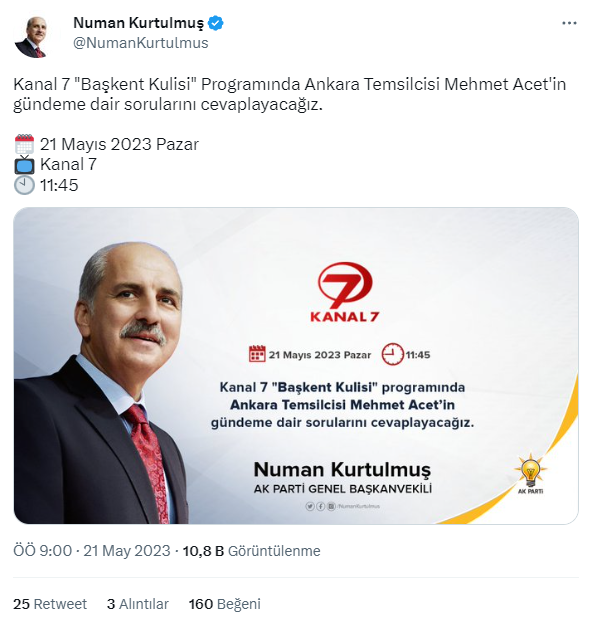 Numan Kurtulmuş
@NumanKurtulmus
Kanal 7 "Başkent Kulisi" Programında Ankara Temsilcisi Mehmet Acet'in
gündeme dair sorularını cevaplayacağız.
21 Mayıs 2023 Pazar
Kanal 7
11:45
7
KANAL 7
21 Mayıs 2023 Pazar 11:45
Kanal 7 "Başkent Kulisi" programında
Ankara Temsilcisi Mehmet Acet'in
gündeme dair sorularını cevaplayacağız.
Numan Kurtulmuş
AK PARTİ GENEL BAŞKANVEKİLİ
/NumanKurtulmus
AK PARTİ
ÖÖ 9:00 · 21 May 2023 · 10,8 B Görüntülenme
25 Retweet 3 Alıntılar 160 Beğeni